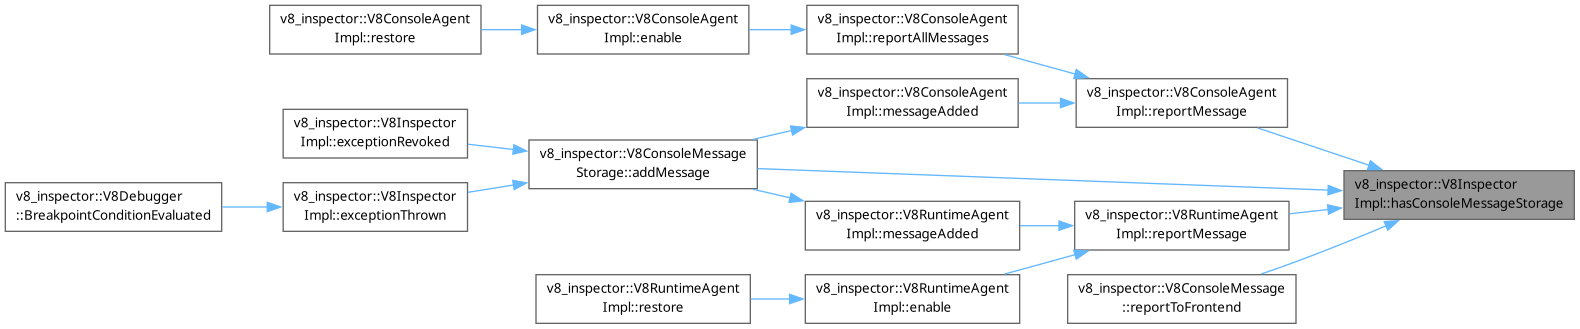 v8_inspector::V8ConsoleAgent
Impl::restore
v8_inspector::V8ConsoleAgent
Impl::enable
v8_inspector::V8ConsoleAgent
Impl::reportAllMessages
v8_inspector::V8ConsoleAgent
Impl::messageAdded
v8_inspector::V8ConsoleAgent
Impl::reportMessage
v8_inspector::V8Inspector
Impl::exceptionRevoked
v8_inspector::V8ConsoleMessage
Storage::addMessage
v8_inspector::V8Debugger
::BreakpointConditionEvaluated
v8_inspector::V8Inspector
Impl::exceptionThrown
v8_inspector::V8Inspector
Impl::hasConsoleMessageStorage
v8_inspector::V8RuntimeAgent
Impl::messageAdded
v8_inspector::V8RuntimeAgent
Impl::reportMessage
v8_inspector::V8RuntimeAgent
Impl::restore
v8_inspector::V8RuntimeAgent
Impl::enable
v8_inspector::V8ConsoleMessage
::reportToFrontend